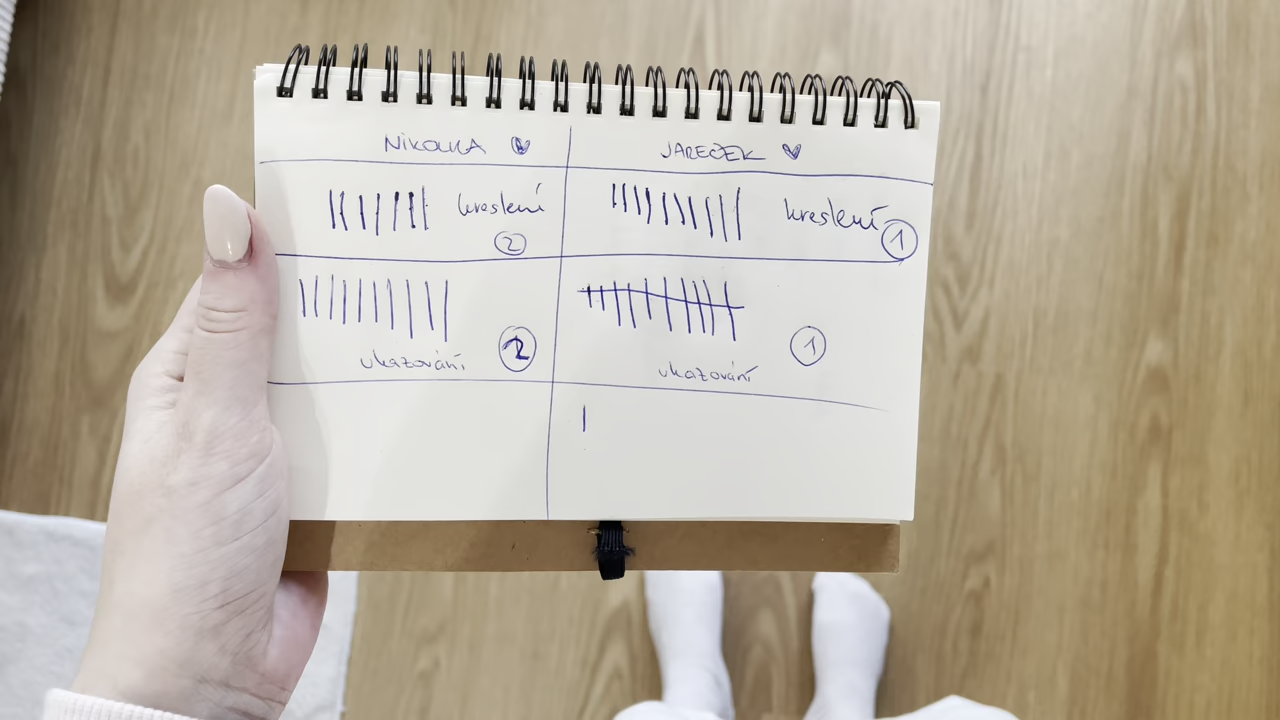 NIKOLKA
JAREČEK
kreslení
2
kreslení
1
ukazování
2
ukazování
1